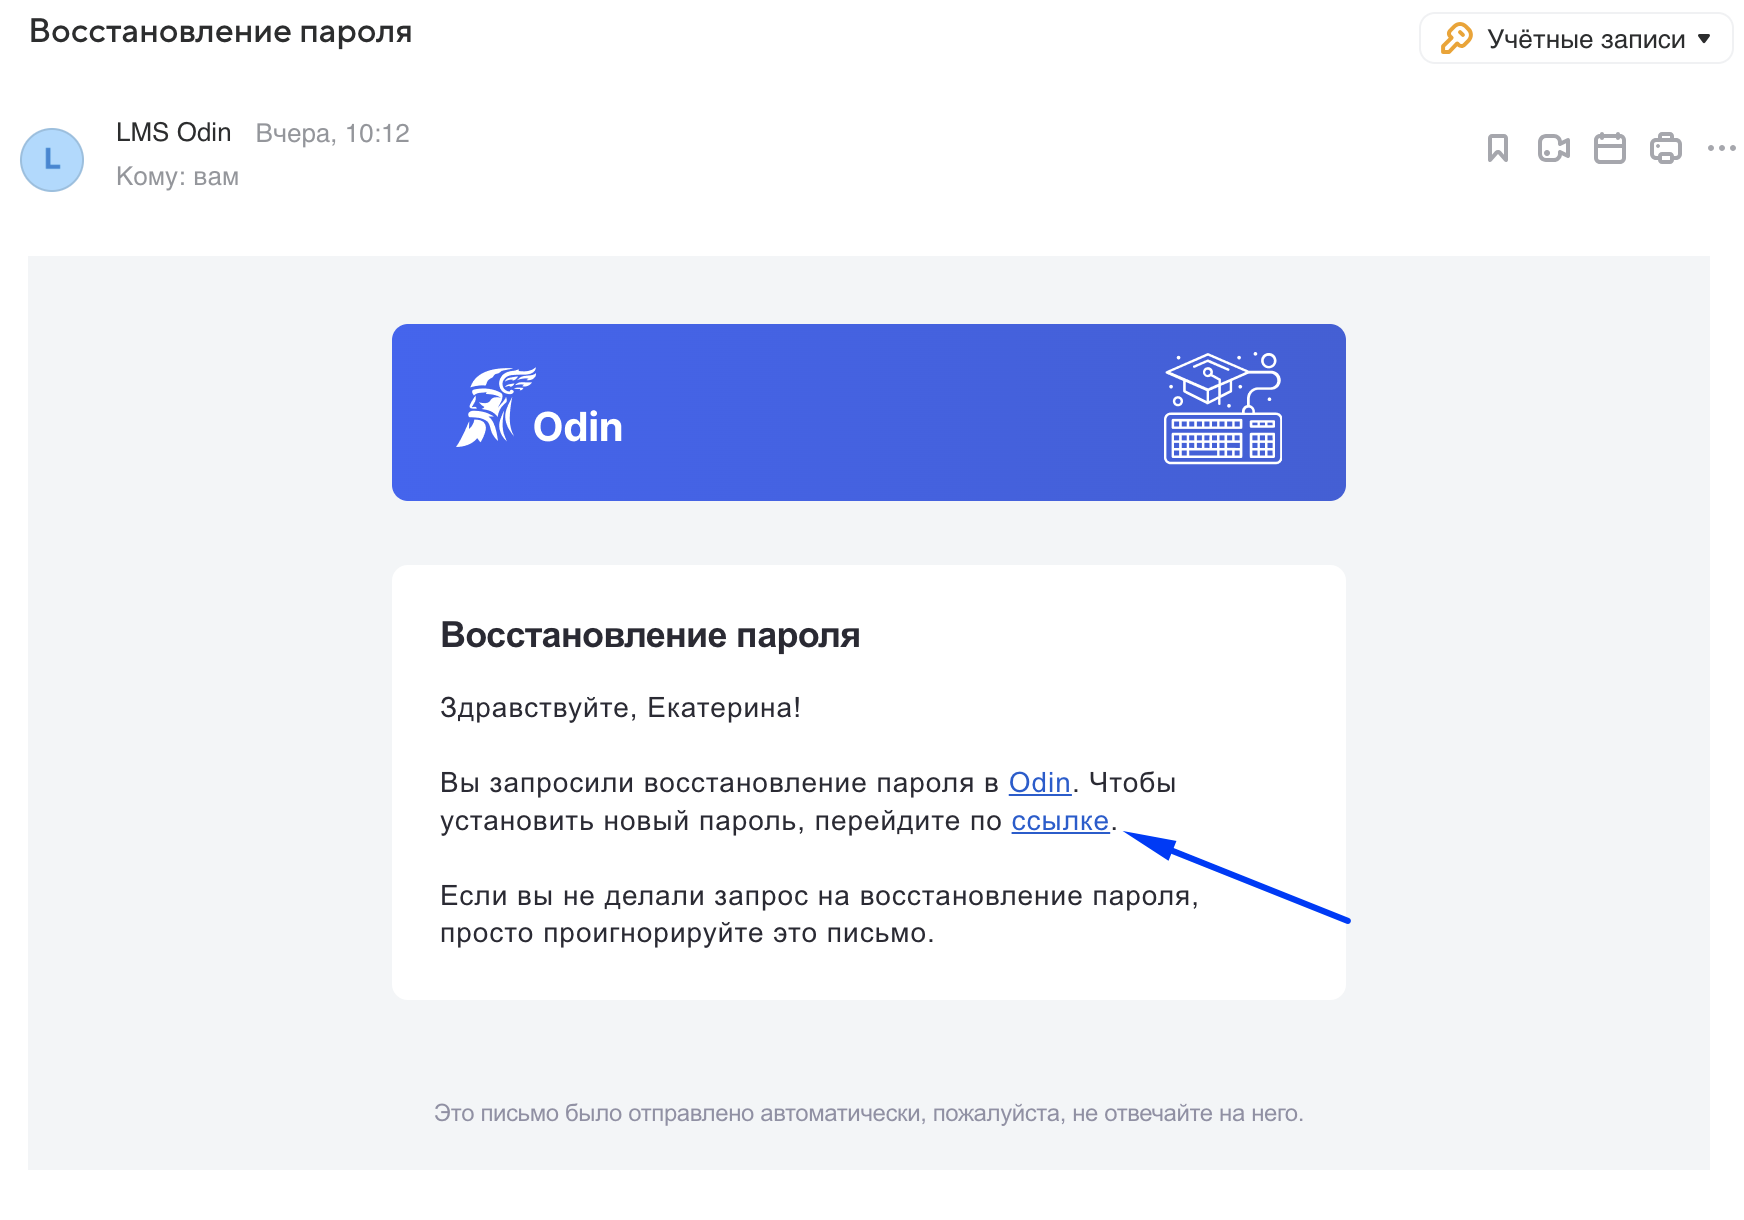 Восстановление пароля
Учётные записи
L
LMS Odin Вчера, 10:12
Кому: вам
Odin
Восстановление пароля
Здравствуйте, Екатерина!
Вы запросили восстановление пароля в Odin. Чтобы
установить новый пароль, перейдите по ссылке.
Если вы не делали запрос на восстановление пароля,
просто проигнорируйте это письмо.
Это письмо было отправлено автоматически, пожалуйста, не отвечайте на него.